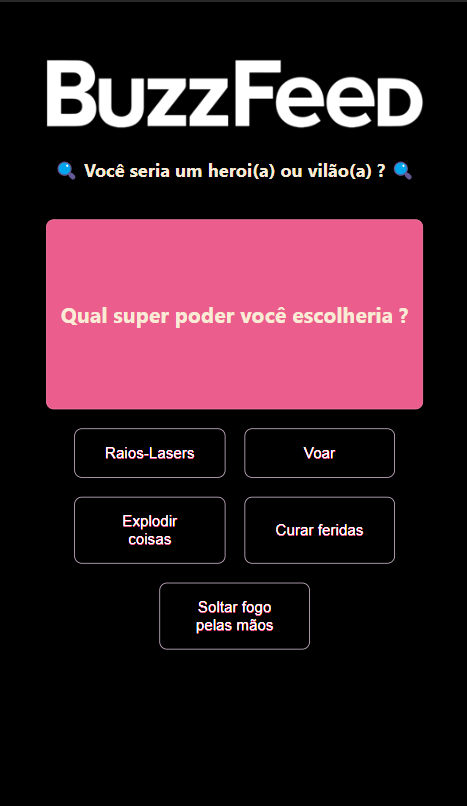 BuzzFeeD
🔍 Você seria um heroi(a) ou vilão(a) ? 🔍
Qual super poder você escolheria ?
Raios-Lasers
Voar
Explodir
coisas
Curar feridas
Soltar fogo
pelas mãos